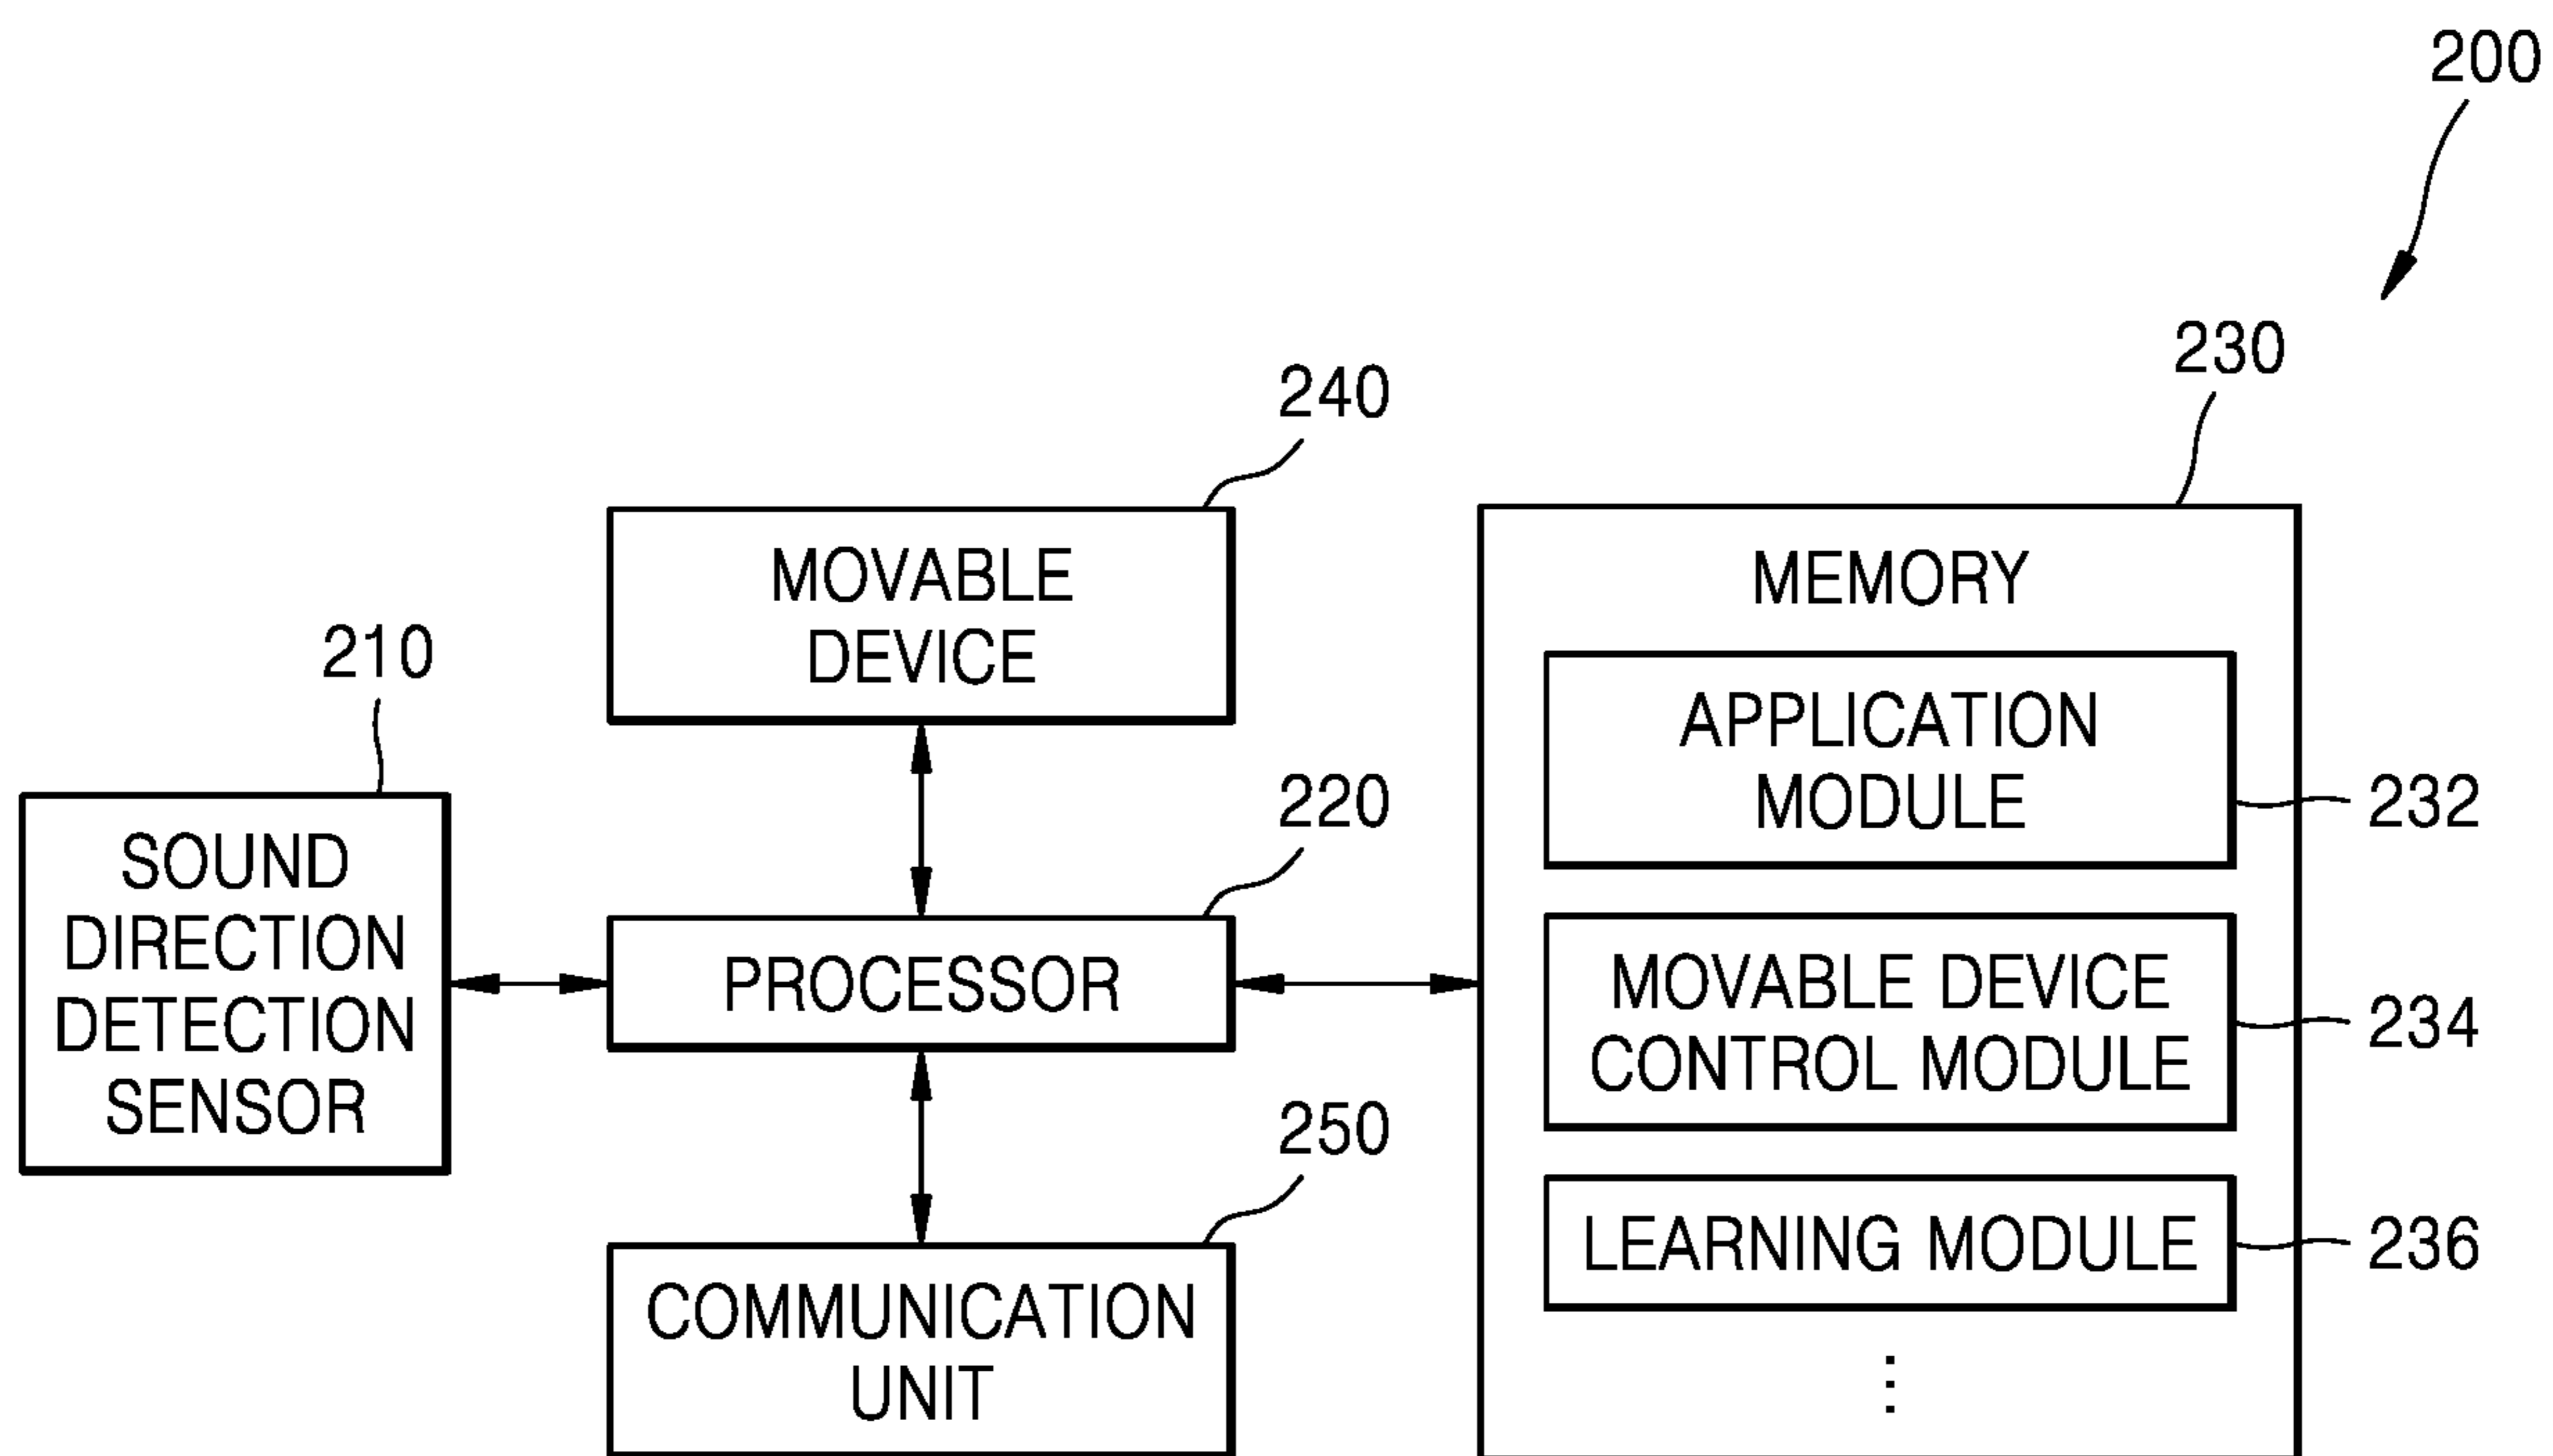 200
230
240
MOVABLE
DEVICE
MEMORY
210
APPLICATION
MODULE
232
220
SOUND
DIRECTION
DETECTION
SENSOR
PROCESSOR
MOVABLE DEVICE
CONTROL MODULE
234
250
LEARNING MODULE
236
COMMUNICATION
UNIT
⋮